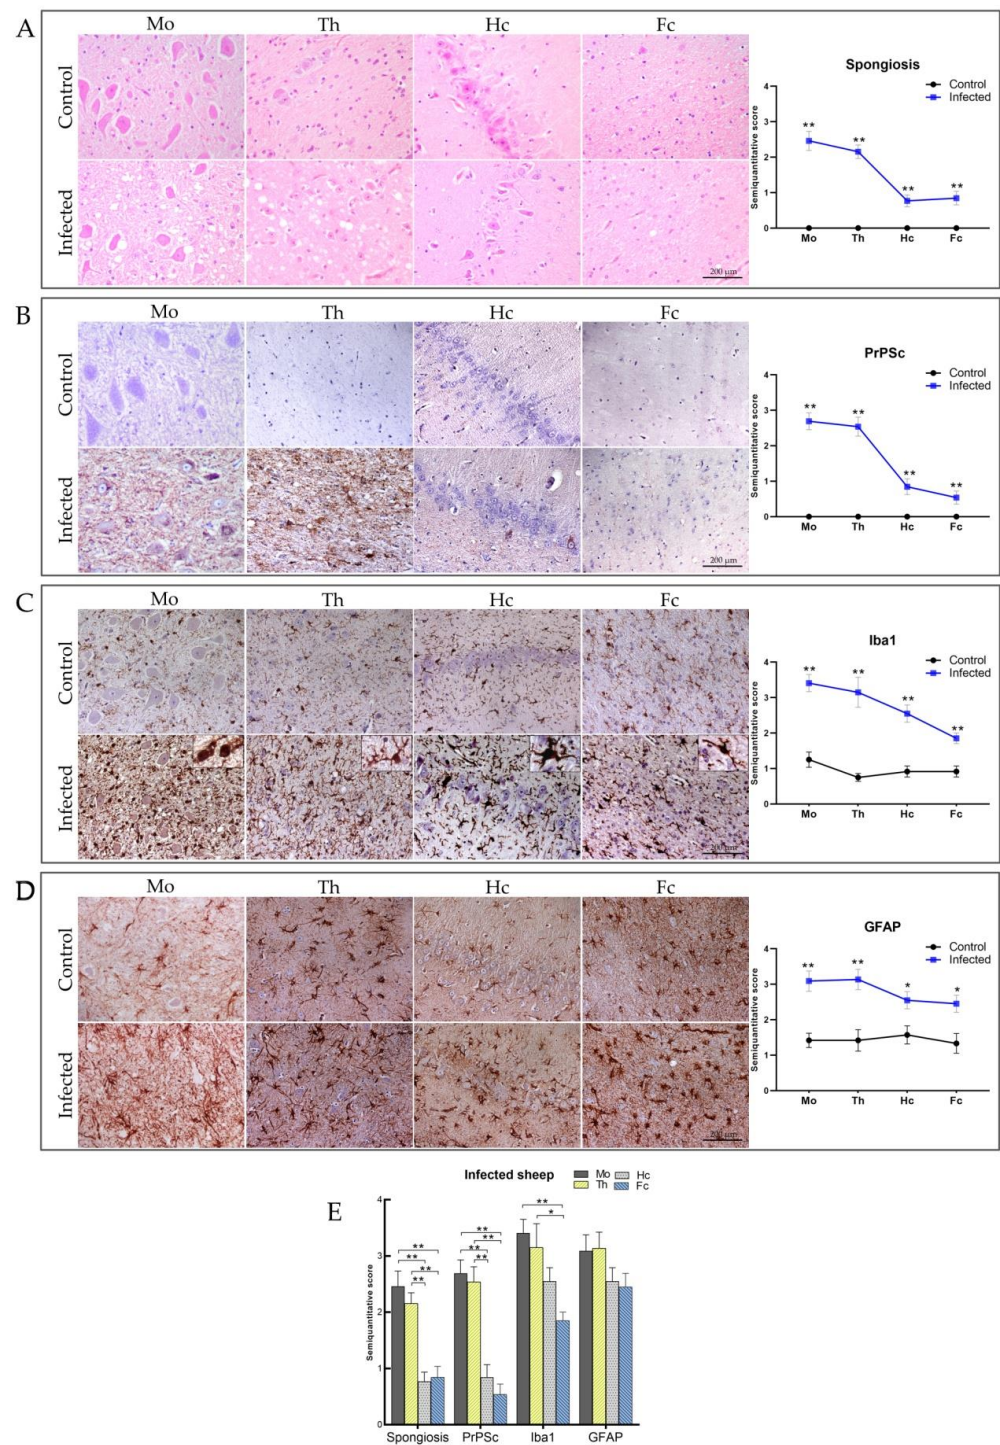 A
Mo Th Hc Fc
Control
Infected
200 µm
Spongiosis
Control
Infected
Semiquantitative score
4
3
2
1
0
** ** ** **
Mo Th Hc Fc
B
Mo Th Hc Fc
Control
Infected
200 µm
PrPSc
Control
Infected
Semiquantitative score
4
3
2
1
0
** ** ** **
Mo Th Hc Fc
C
Mo Th Hc Fc
Control
Infected
200 µm
Iba1
Control
Infected
Semiquantitative score
4
3
2
1
0
** ** ** **
Mo Th Hc Fc
D
Mo Th Hc Fc
Control
Infected
200 µm
GFAP
Control
Infected
Semiquantitative score
4
3
2
1
0
** ** * *
Mo Th Hc Fc
E
Infected sheep
Mo Hc
Th Fc
Semiquantitative score
4
3
2
1
0
** ** ** **
** ** ** **
** *
Spongiosis PrPSc Iba1 GFAP